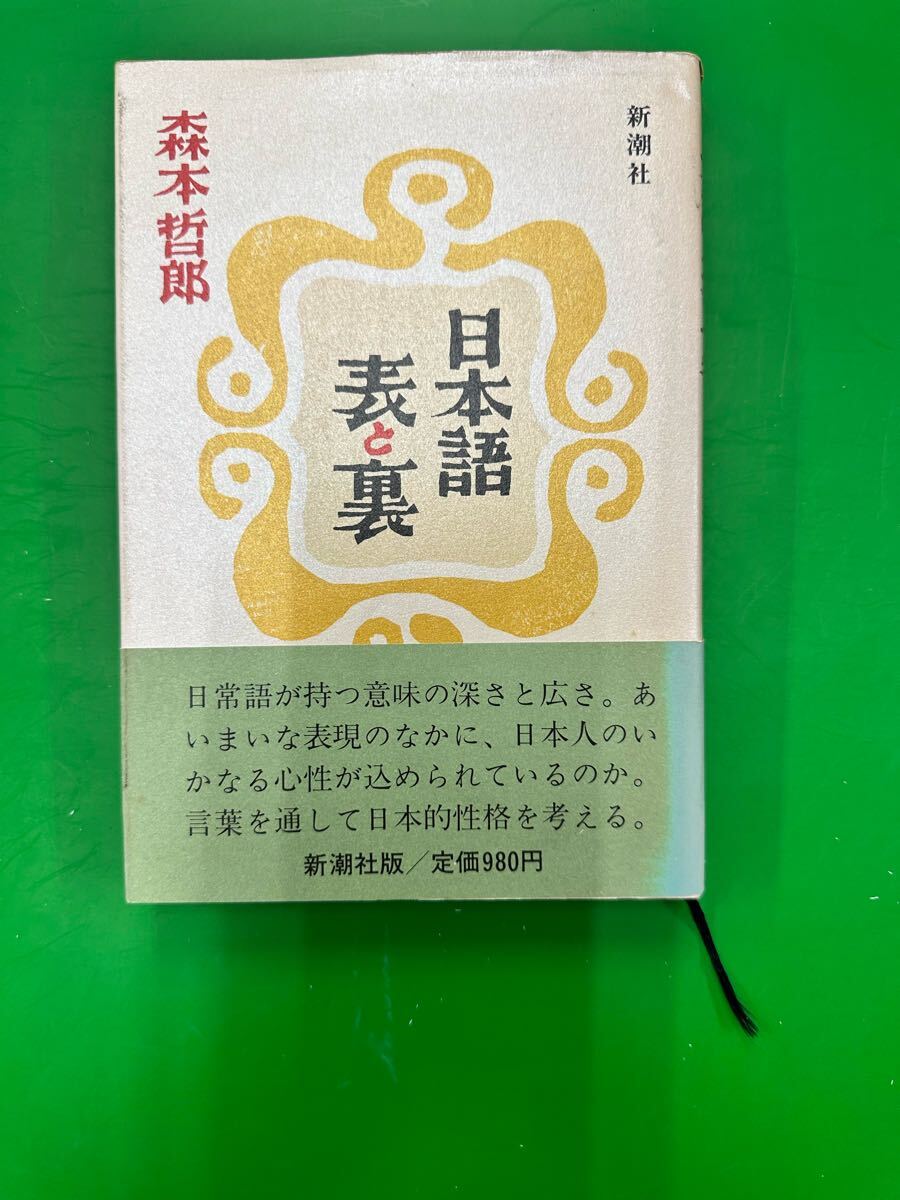 新潮社
日本語
表と裏
森本哲郎
日常語が持つ意味の深さと広さ。あ
いまいな表現のなかに、日本人のい
かなる心性が込められているのか。
言葉を通して日本的性格を考える。
新潮社版／定価980円